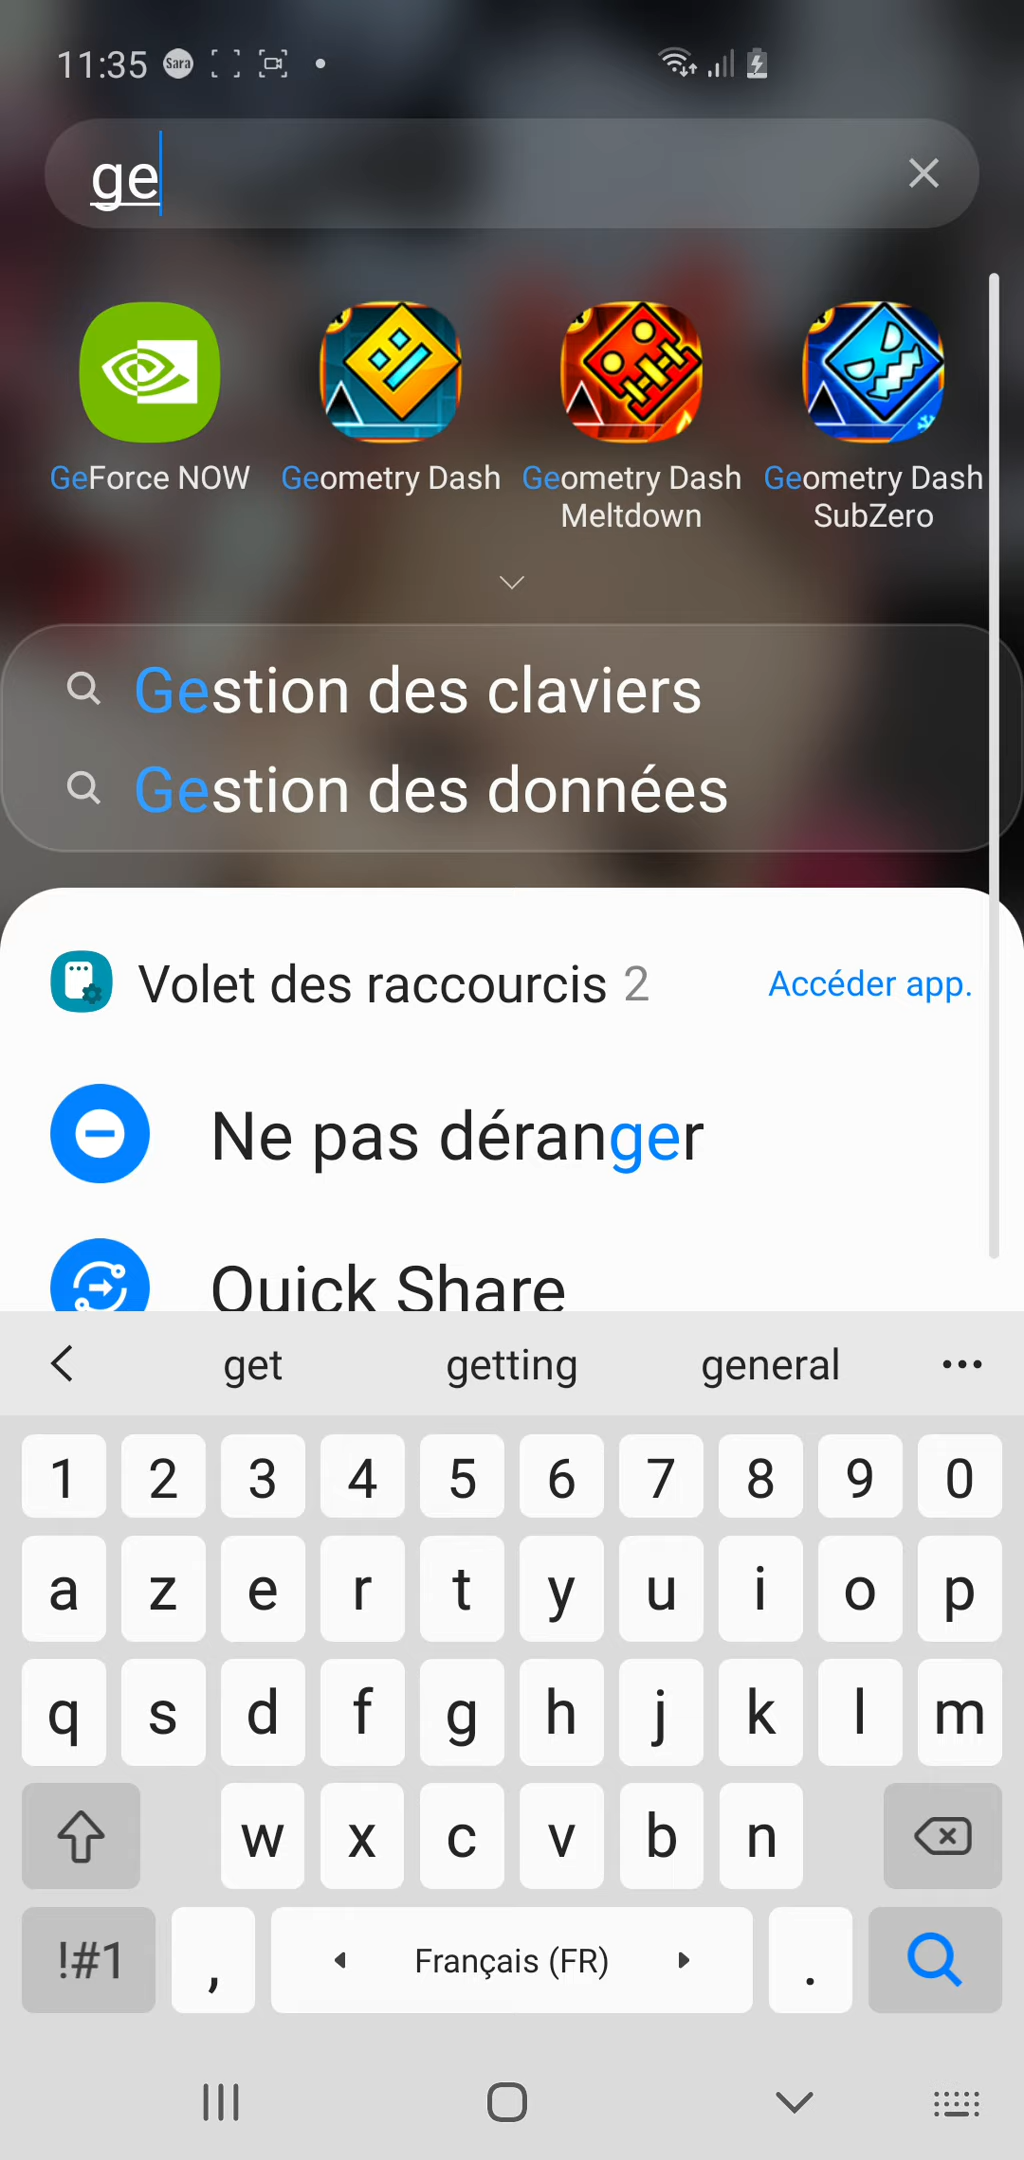 11:35 Sara
ge
GeForce NOW
Geometry Dash
Geometry Dash
Meltdown
Geometry Dash
SubZero
Gestion des claviers
Gestion des données
Volet des raccourcis 2
Accéder app.
Ne pas déranger
Quick Share
get getting general
1 2 3 4 5 6 7 8 9 0
a z e r t y u i o p
q s d f g h j k l m
w x c v b n
!#1 , Français (FR) .